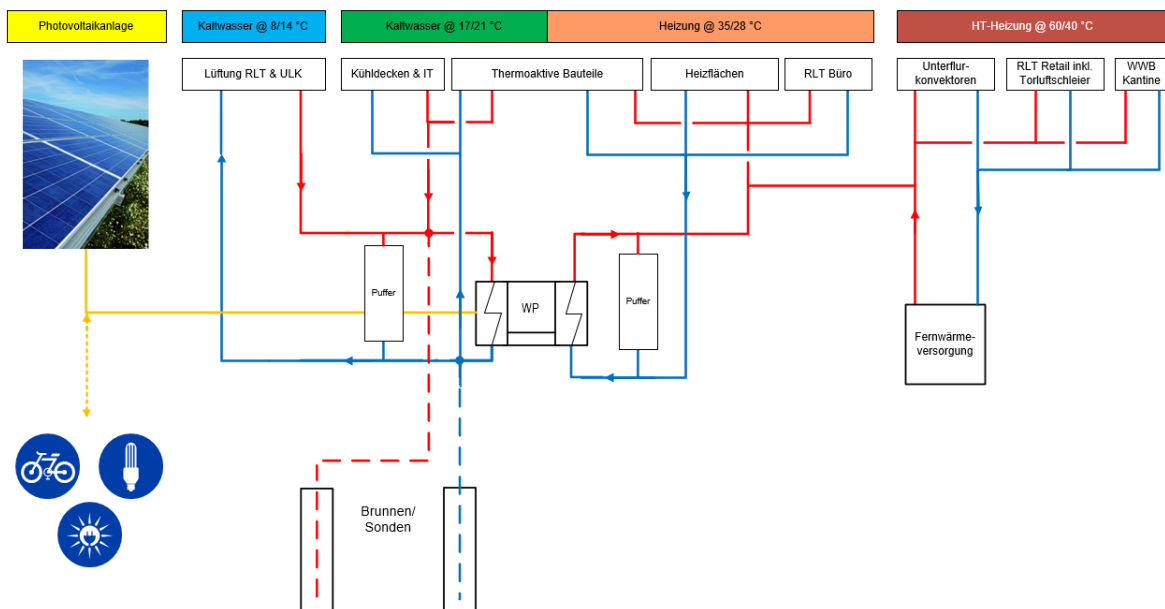 Photovoltaikanlage
Kaltwasser @ 8/14 °C
Kaltwasser @ 17/21 °C
Heizung @ 35/28 °C
HT-Heizung @ 60/40 °C
Lüftung RLT & ULK
Kühldecken & IT
Thermoaktive Bauteile
Heizflächen
RLT Büro
Unterflur-
konvektoren
RLT Retail inkl.
Torluftschleier
WWB
Kantine
Puffer
WP
Puffer
Fernwärme-
versorgung
Brunnen/
Sonden